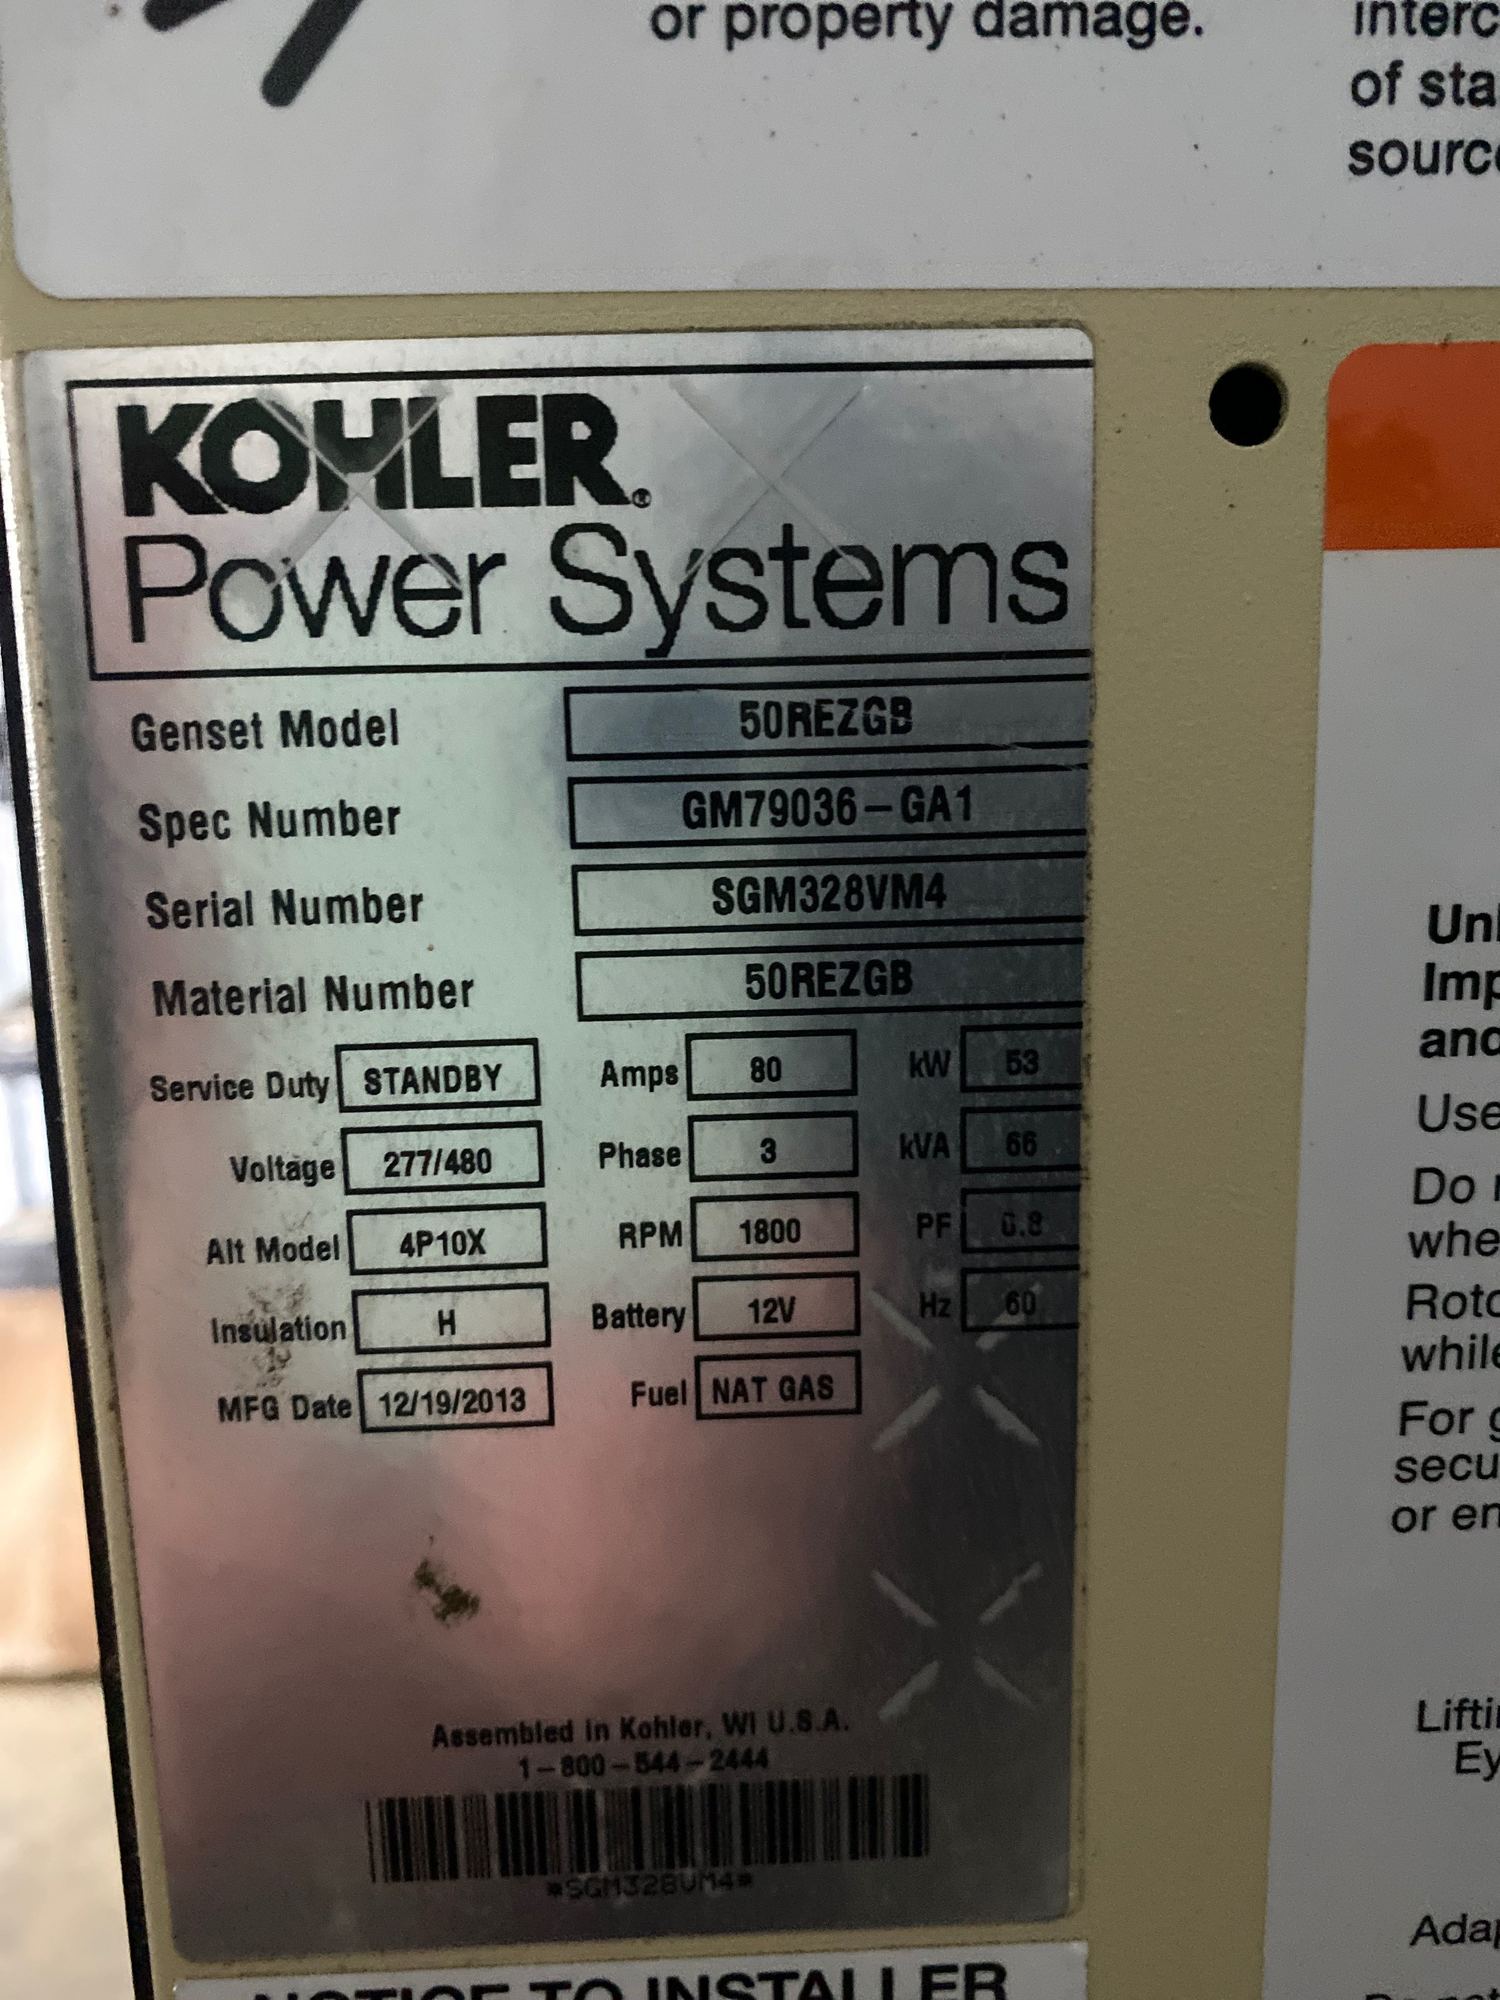 or property damage.
interc
of sta
source
KOHLER®
Power Systems
Genset Model 50REZGB
Spec Number GM79036-GA1
Serial Number SGM328VM4
Material Number 50REZGB
Service Duty STANDBY Amps 80 kW 53
Voltage 277/480 Phase 3 kVA 66
Alt Model 4P10X RPM 1800 PF 0.8
Insulation H Battery 12V Hz 60
MFG Date 12/19/2013 Fuel NAT GAS
Assembled in Kohler, WI U.S.A.
1-800-544-2444
*SGM328VM4*
NOTICE TO INSTALLER
Unl
Imp
and
Use
Do
whe
Roto
while
For g
secu
or en
Lifti
Ey
Adap